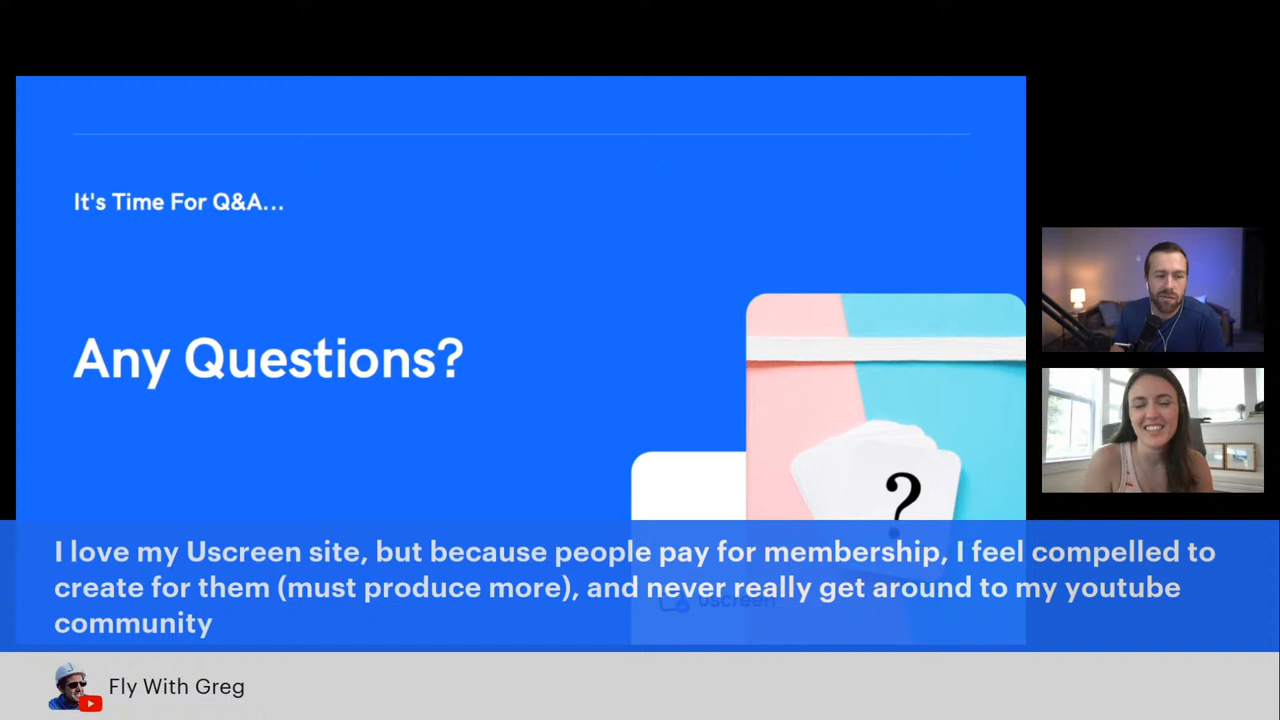 It's Time For Q&A...
Any Questions?
?
I love my Uscreen site, but because people pay for membership, I feel compelled to
create for them (must produce more), and never really get around to my youtube
community
uscreen
Fly With Greg